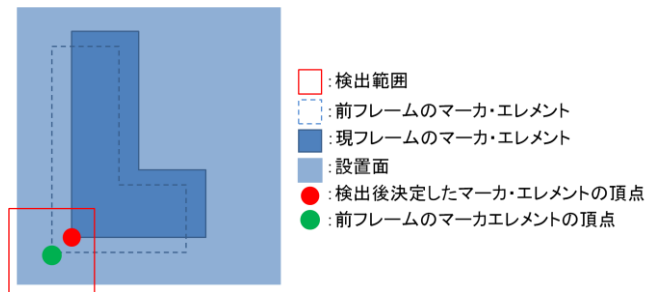 :検出範囲
:前フレームのマーカ・エレメント
:現フレームのマーカ・エレメント
:設置面
:検出後決定したマーカ・エレメントの頂点
:前フレームのマーカエレメントの頂点